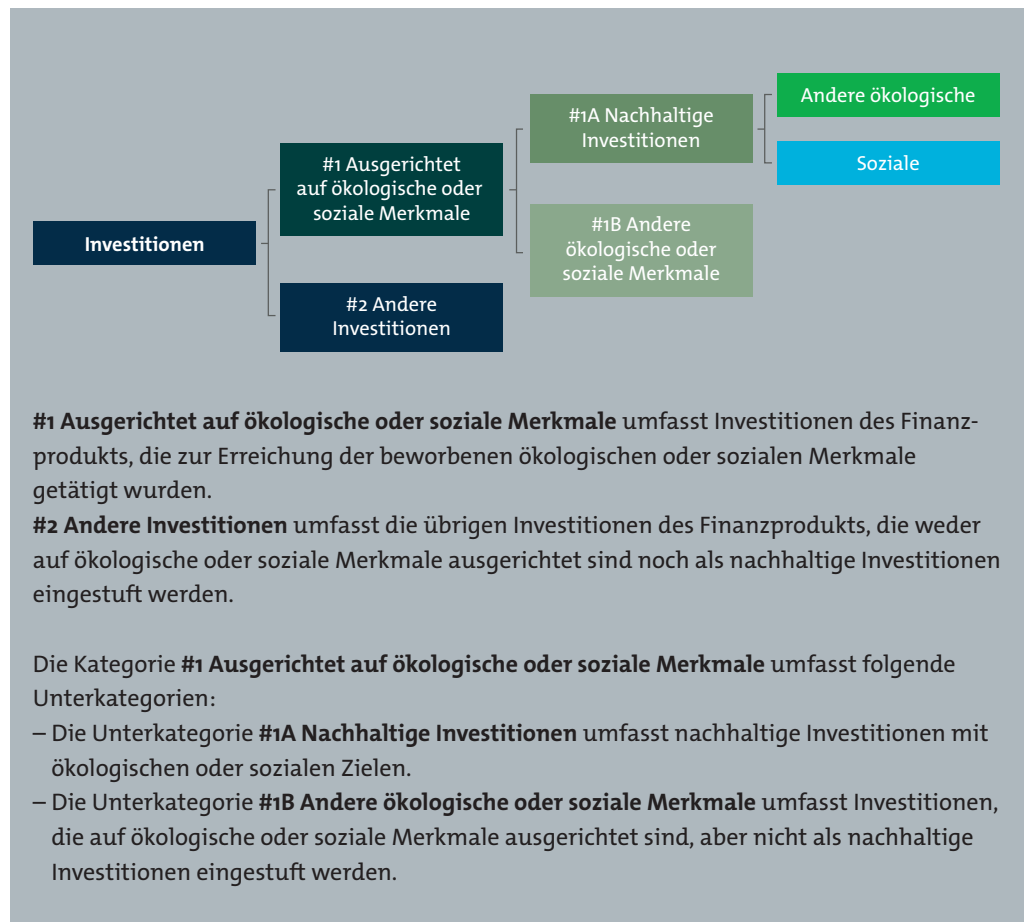 Andere ökologische
#1A Nachhaltige
Investitionen
Soziale
#1 Ausgerichtet
auf ökologische oder
soziale Merkmale
#1B Andere
ökologische oder
soziale Merkmale
Investitionen
#2 Andere
Investitionen
#1 Ausgerichtet auf ökologische oder soziale Merkmale umfasst Investitionen des Finanz-
produkts, die zur Erreichung der beworbenen ökologischen oder sozialen Merkmale
getätigt wurden.
#2 Andere Investitionen umfasst die übrigen Investitionen des Finanzprodukts, die weder
auf ökologische oder soziale Merkmale ausgerichtet sind noch als nachhaltige Investitionen
eingestuft werden.
Die Kategorie #1 Ausgerichtet auf ökologische oder soziale Merkmale umfasst folgende
Unterkategorien:
– Die Unterkategorie #1A Nachhaltige Investitionen umfasst nachhaltige Investitionen mit
ökologischen oder sozialen Zielen.
– Die Unterkategorie #1B Andere ökologische oder soziale Merkmale umfasst Investitionen,
die auf ökologische oder soziale Merkmale ausgerichtet sind, aber nicht als nachhaltige
Investitionen eingestuft werden.